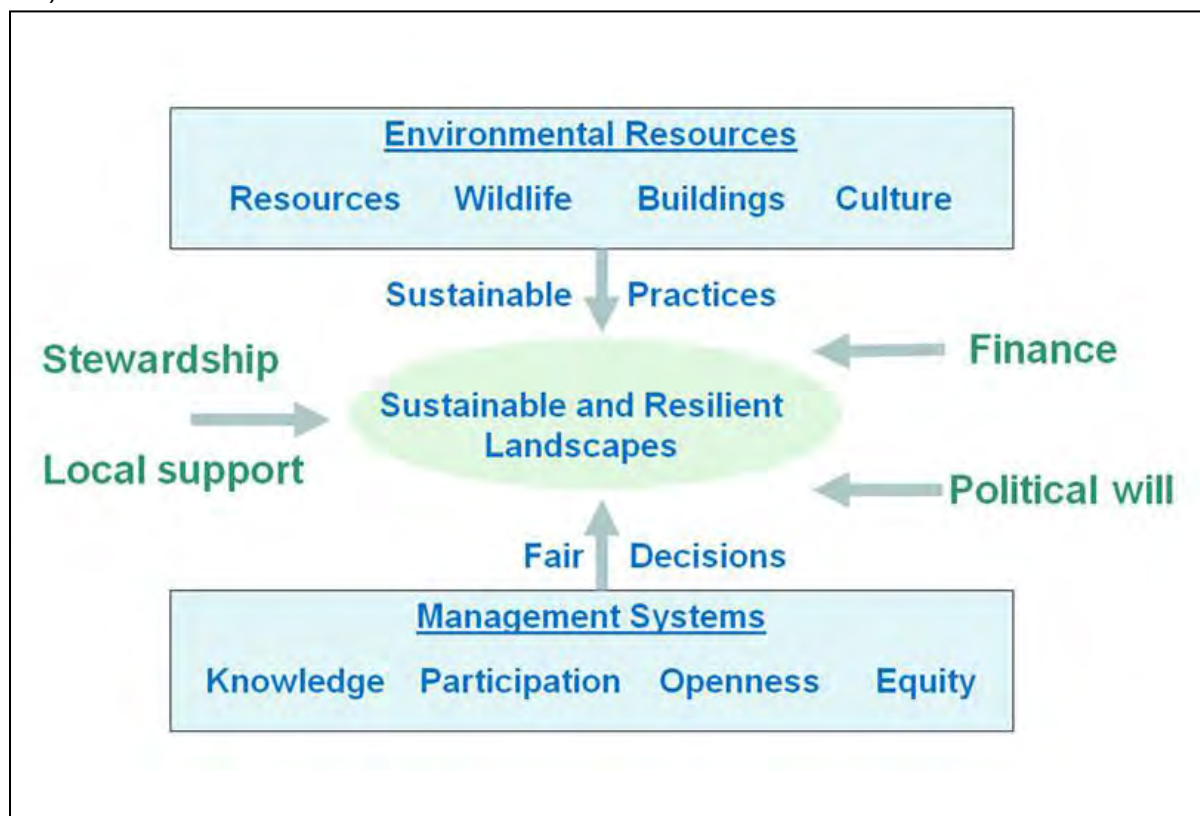 Environmental Resources
Resources Wildlife Buildings Culture
Sustainable Practices
Stewardship
Local support
Finance
Sustainable and Resilient
Landscapes
Political will
Fair Decisions
Management Systems
Knowledge Participation Openness Equity